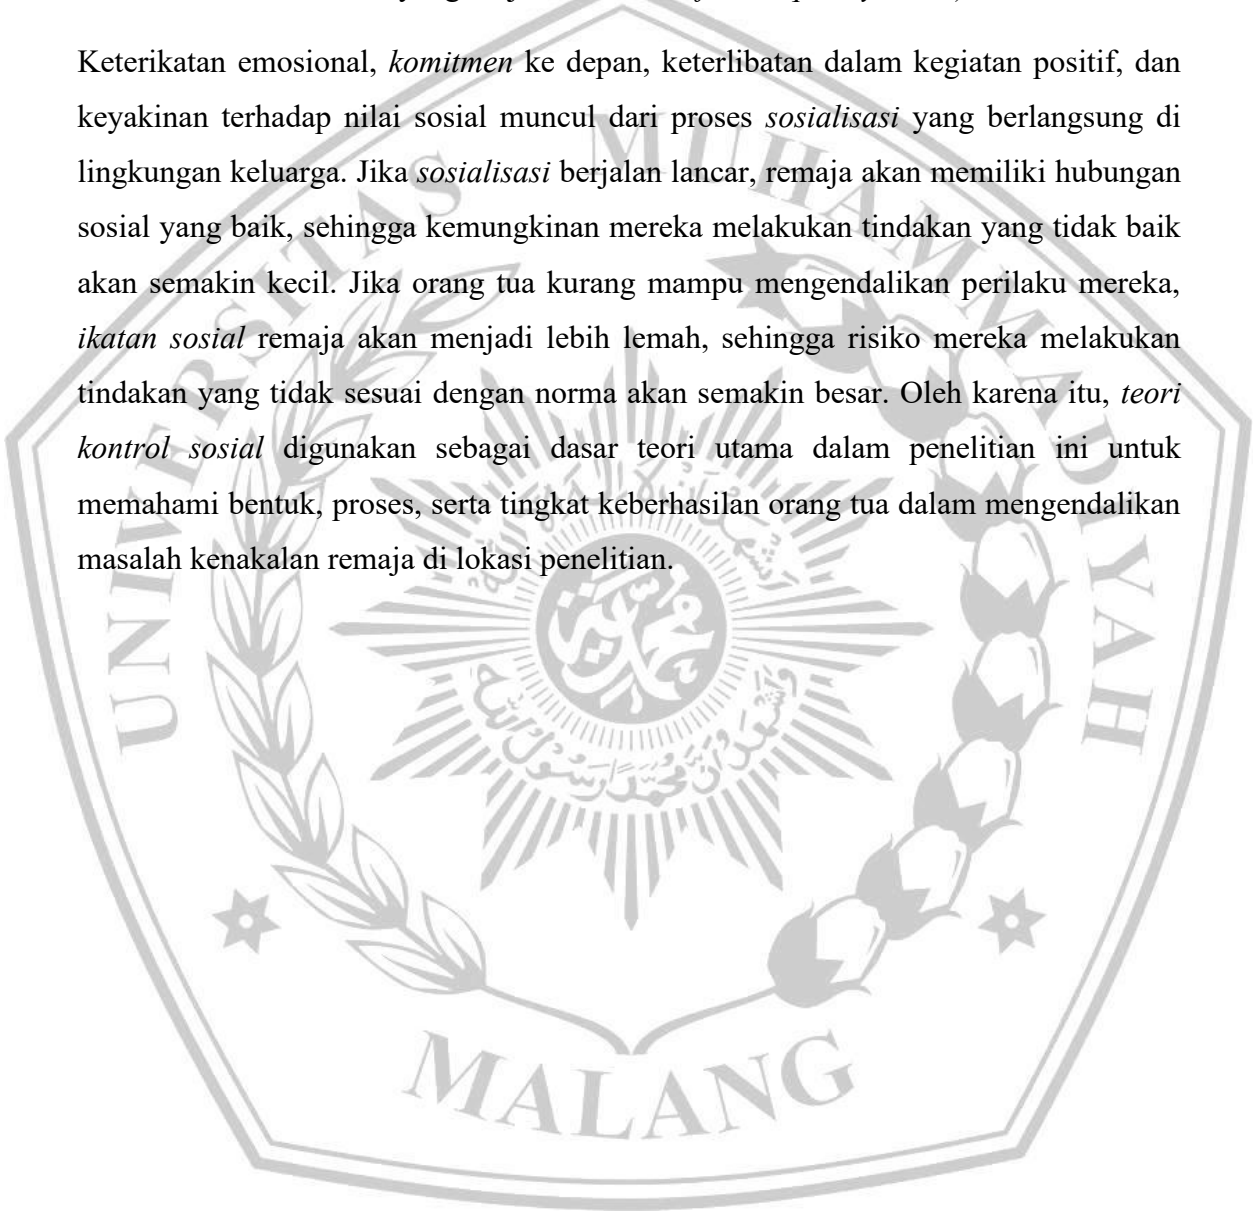 Keterikatan emosional, komitmen ke depan, keterlibatan dalam kegiatan positif, dan
keyakinan terhadap nilai sosial muncul dari proses sosialisasi yang berlangsung di
lingkungan keluarga. Jika sosialisasi berjalan lancar, remaja akan memiliki hubungan
sosial yang baik, sehingga kemungkinan mereka melakukan tindakan yang tidak baik
akan semakin kecil. Jika orang tua kurang mampu mengendalikan perilaku mereka,
ikatan sosial remaja akan menjadi lebih lemah, sehingga risiko mereka melakukan
tindakan yang tidak sesuai dengan norma akan semakin besar. Oleh karena itu, teori
kontrol sosial digunakan sebagai dasar teori utama dalam penelitian ini untuk
memahami bentuk, proses, serta tingkat keberhasilan orang tua dalam mengendalikan
masalah kenakalan remaja di lokasi penelitian.
UNIVERSITAS MUHAMMADIYAH
MALANG